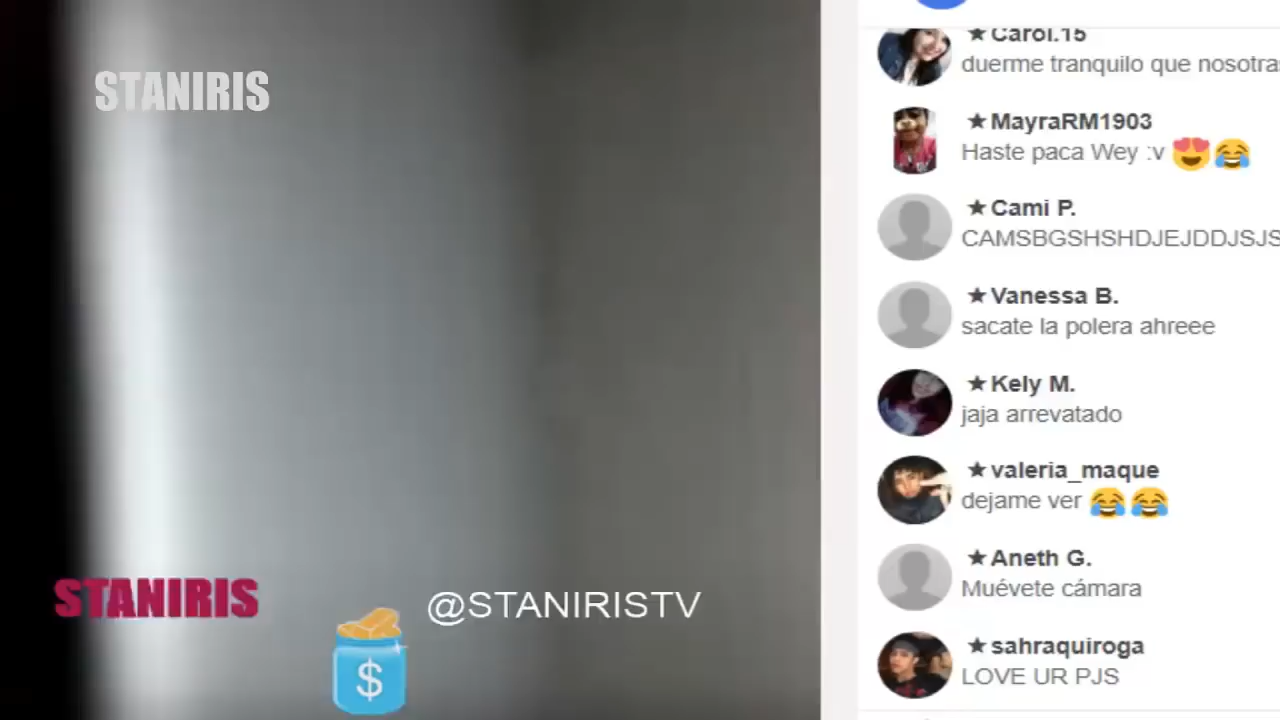 STANIRIS
STANIRIS
$
@STANIRISTV
★Carol.15
duerme tranquilo que nosotras
★MayraRM1903
Haste paca Wey :v 😍😂
★Cami P.
CAMSBGSHSHDJEJDDJSJS
★Vanessa B.
sacate la polera ahreee
★Kely M.
jaja arrevatado
★valeria_maque
dejame ver 😂😂
★Aneth G.
Muévete cámara
★sahraquiroga
LOVE UR PJS